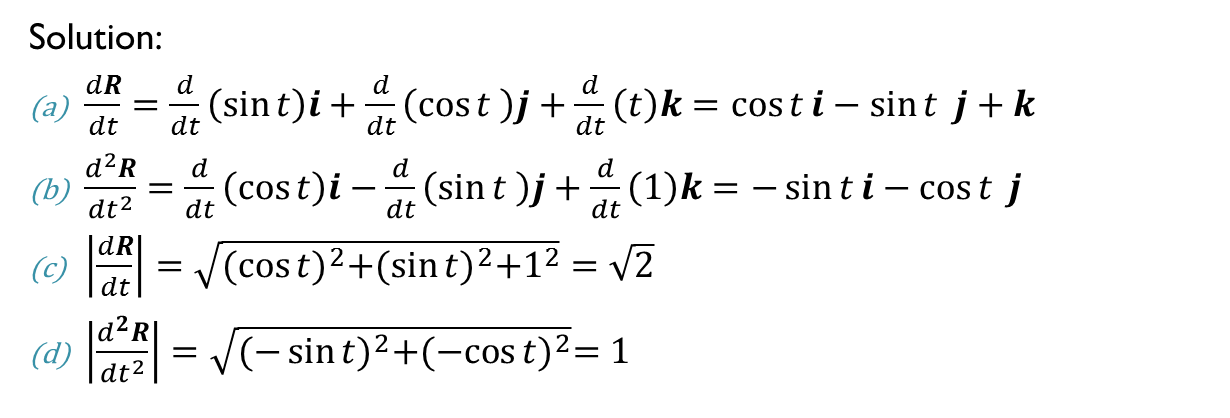 Solution:
(a) d𝑹/dt = d/dt (sin t)𝒊 + d/dt (cos t )𝒋 + d/dt (t)𝒌 = cos t 𝒊 − sin t 𝒋 + 𝒌
(b) d²𝑹/dt² = d/dt (cos t)𝒊 − d/dt (sin t )𝒋 + d/dt (1)𝒌 = − sin t 𝒊 − cos t 𝒋
(c) |d𝑹/dt| = √((cos t)²+(sin t)²+1²) = √2
(d) |𝒅²𝑹/dt²| = √((− sin t)²+(−cos t)²)= 1